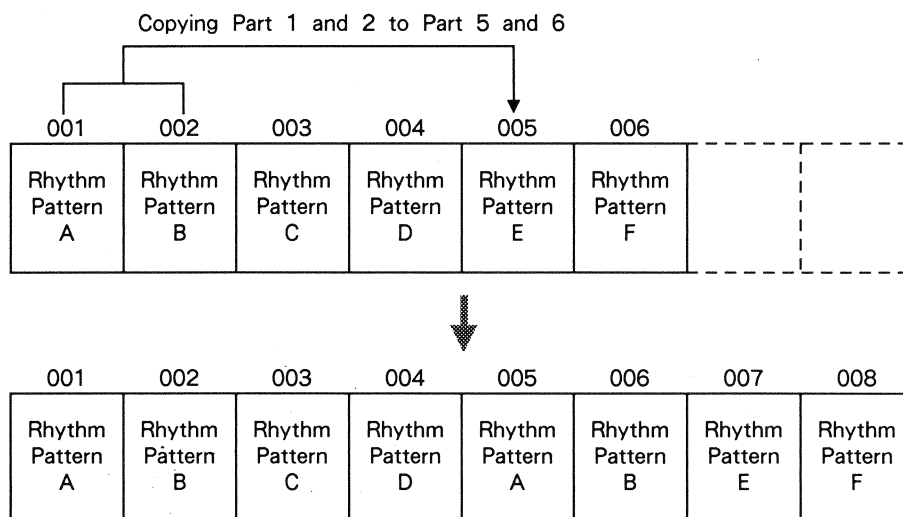 Copying Part 1 and 2 to Part 5 and 6
001 002 003 004 005 006
Rhythm Rhythm Rhythm Rhythm Rhythm Rhythm
Pattern Pattern Pattern Pattern Pattern Pattern
A B C D E F
001 002 003 004 005 006 007 008
Rhythm Rhythm Rhythm Rhythm Rhythm Rhythm Rhythm Rhythm
Pattern Pattern Pattern Pattern Pattern Pattern Pattern Pattern
A B C D A B E F